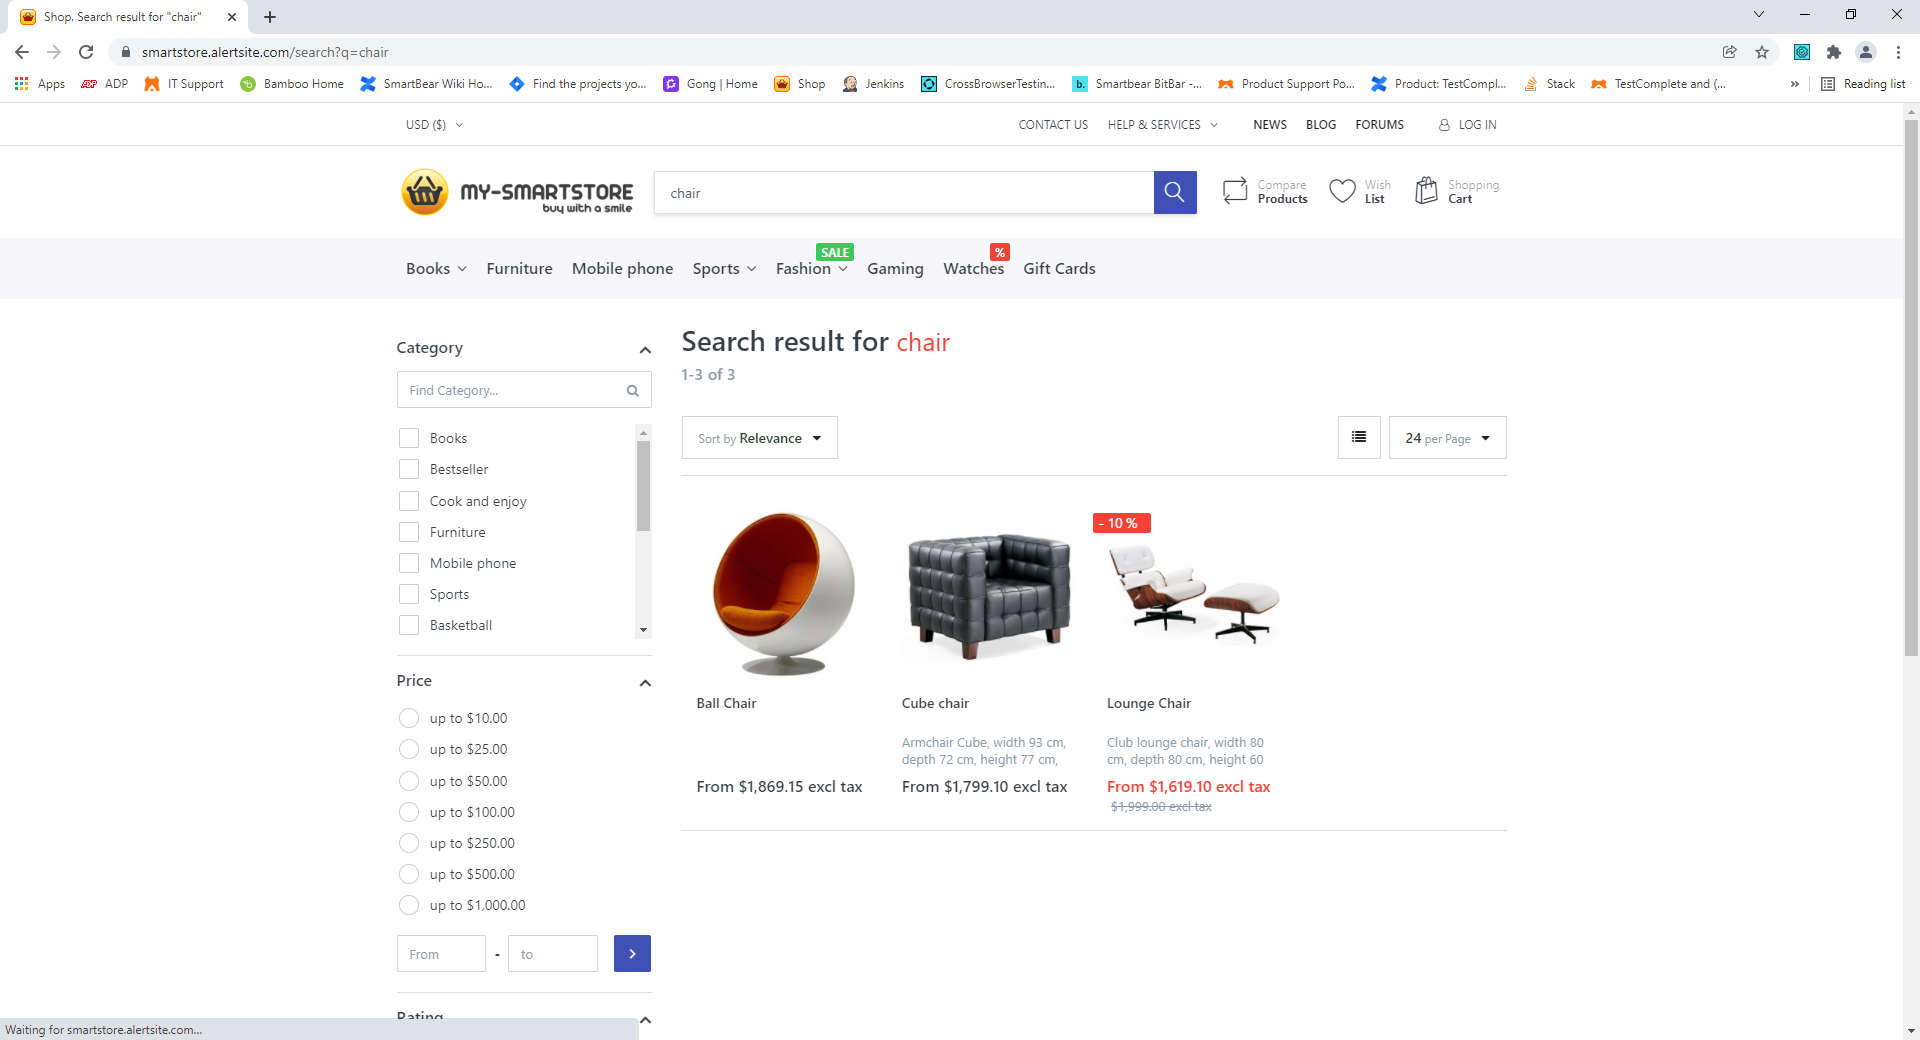 Shop. Search result for "chair"
smartstore.alertsite.com/search?q=chair
Apps ADP IT Support Bamboo Home SmartBear Wiki Ho... Find the projects yo... Gong | Home Shop Jenkins CrossBrowserTestin... b. Smartbear BitBar -... Product Support Po... Product: TestCompl... Stack TestComplete and (... » Reading list
USD ($) CONTACT US HELP & SERVICES NEWS BLOG FORUMS LOG IN
MY-SMARTSTORE
buy with a smile
chair
Compare
Products
Wish
List
Shopping
Cart
SALE %
Books Furniture Mobile phone Sports Fashion Gaming Watches Gift Cards
Category
Find Category...
Books
Bestseller
Cook and enjoy
Furniture
Mobile phone
Sports
Basketball
Price
up to $10.00
up to $25.00
up to $50.00
up to $100.00
up to $250.00
up to $500.00
up to $1,000.00
From - to
Rating
Search result for chair
1-3 of 3
Sort by Relevance 24 per Page
Ball Chair
From $1,869.15 excl tax
Cube chair
Armchair Cube, width 93 cm,
depth 72 cm, height 77 cm,
From $1,799.10 excl tax
- 10 %
Lounge Chair
Club lounge chair, width 80
cm, depth 80 cm, height 60
From $1,619.10 excl tax
$1,999.00 excl tax
Waiting for smartstore.alertsite.com...